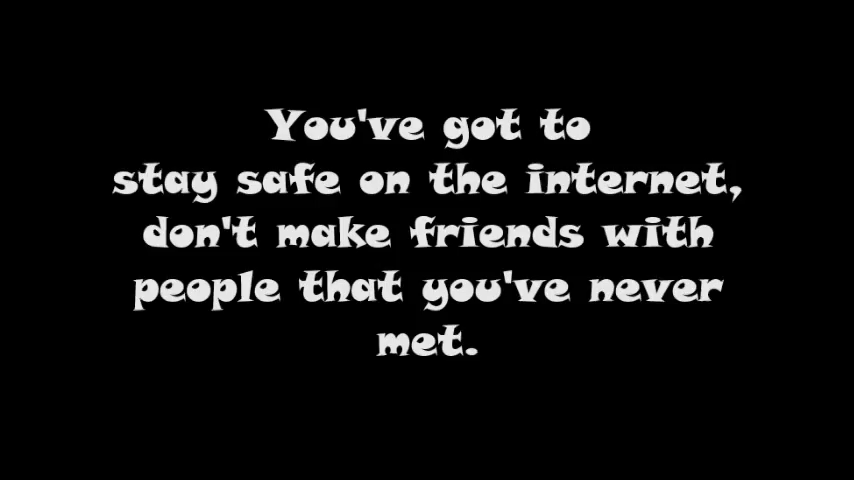 You've got to
stay safe on the internet,
don't make friends with
people that you've never
met.